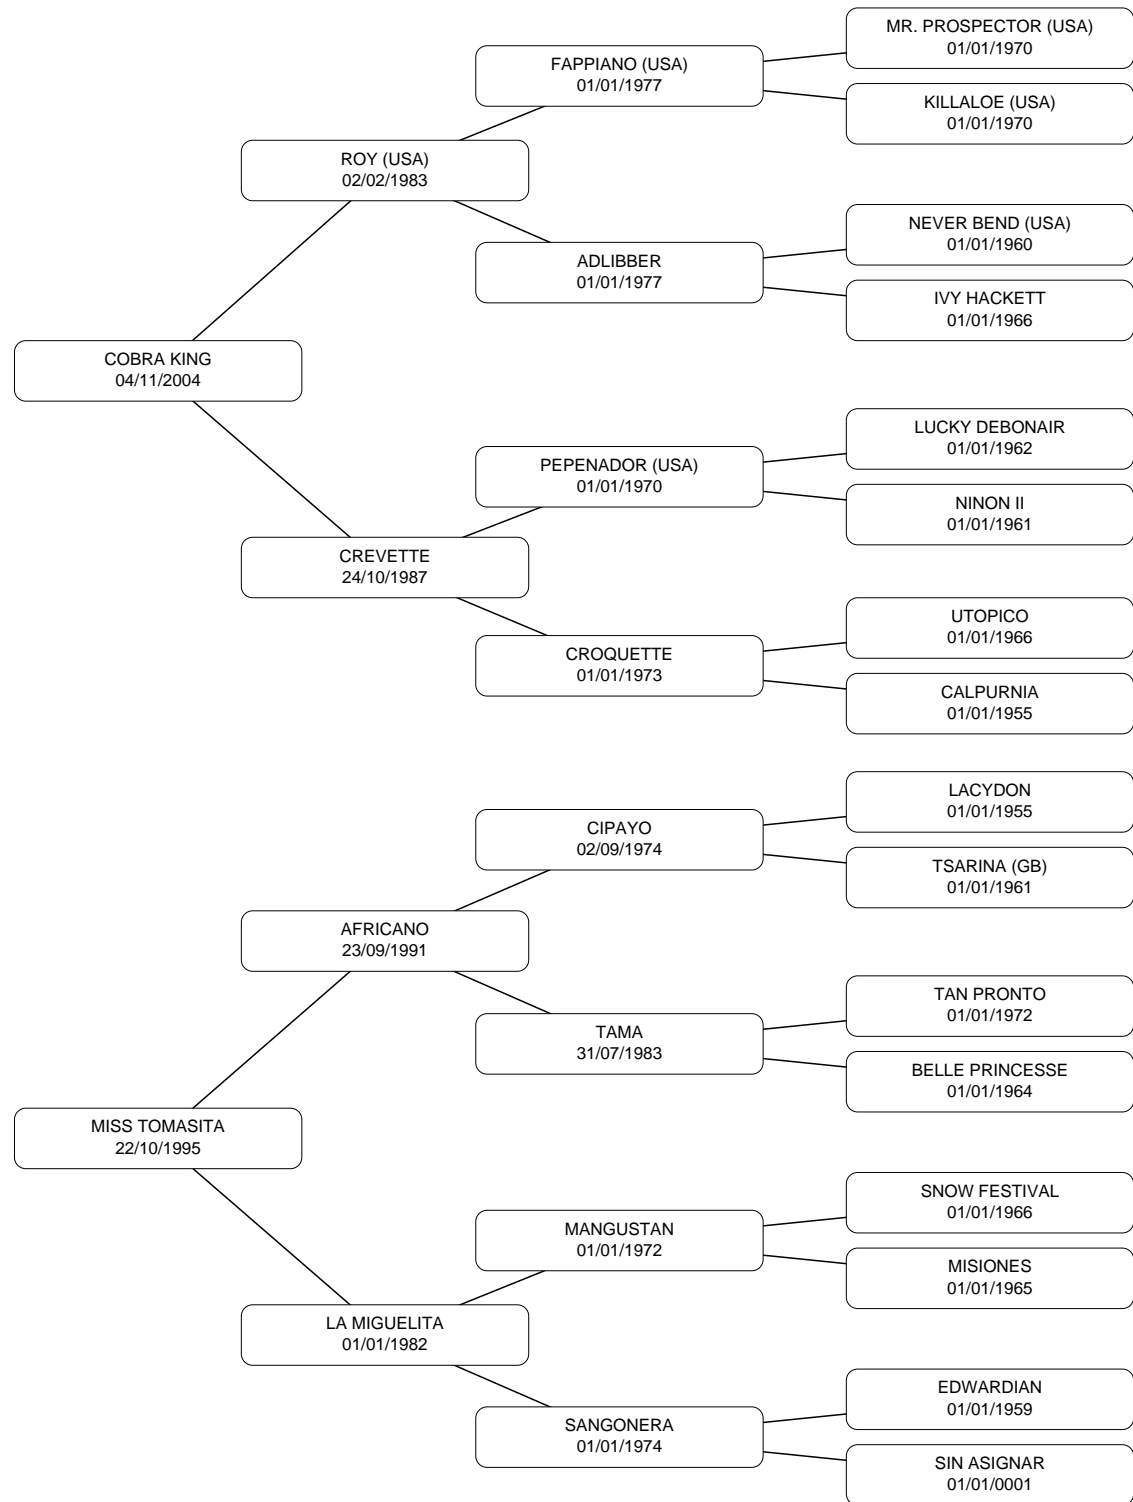 MR. PROSPECTOR (USA)
01/01/1970
FAPPIANO (USA)
01/01/1977
KILLALOE (USA)
01/01/1970
ROY (USA)
02/02/1983
NEVER BEND (USA)
01/01/1960
ADLIBBER
01/01/1977
IVY HACKETT
01/01/1966
COBRA KING
04/11/2004
LUCKY DEBONAIR
01/01/1962
PEPENADOR (USA)
01/01/1970
NINON II
01/01/1961
CREVETTE
24/10/1987
UTOPICO
01/01/1966
CROQUETTE
01/01/1973
CALPURNIA
01/01/1955
LACYDON
01/01/1955
CIPAYO
02/09/1974
TSARINA (GB)
01/01/1961
AFRICANO
23/09/1991
TAN PRONTO
01/01/1972
TAMA
31/07/1983
BELLE PRINCESSE
01/01/1964
MISS TOMASITA
22/10/1995
SNOW FESTIVAL
01/01/1966
MANGUSTAN
01/01/1972
MISIONES
01/01/1965
LA MIGUELITA
01/01/1982
EDWARDIAN
01/01/1959
SANGONERA
01/01/1974
SIN ASIGNAR
01/01/0001